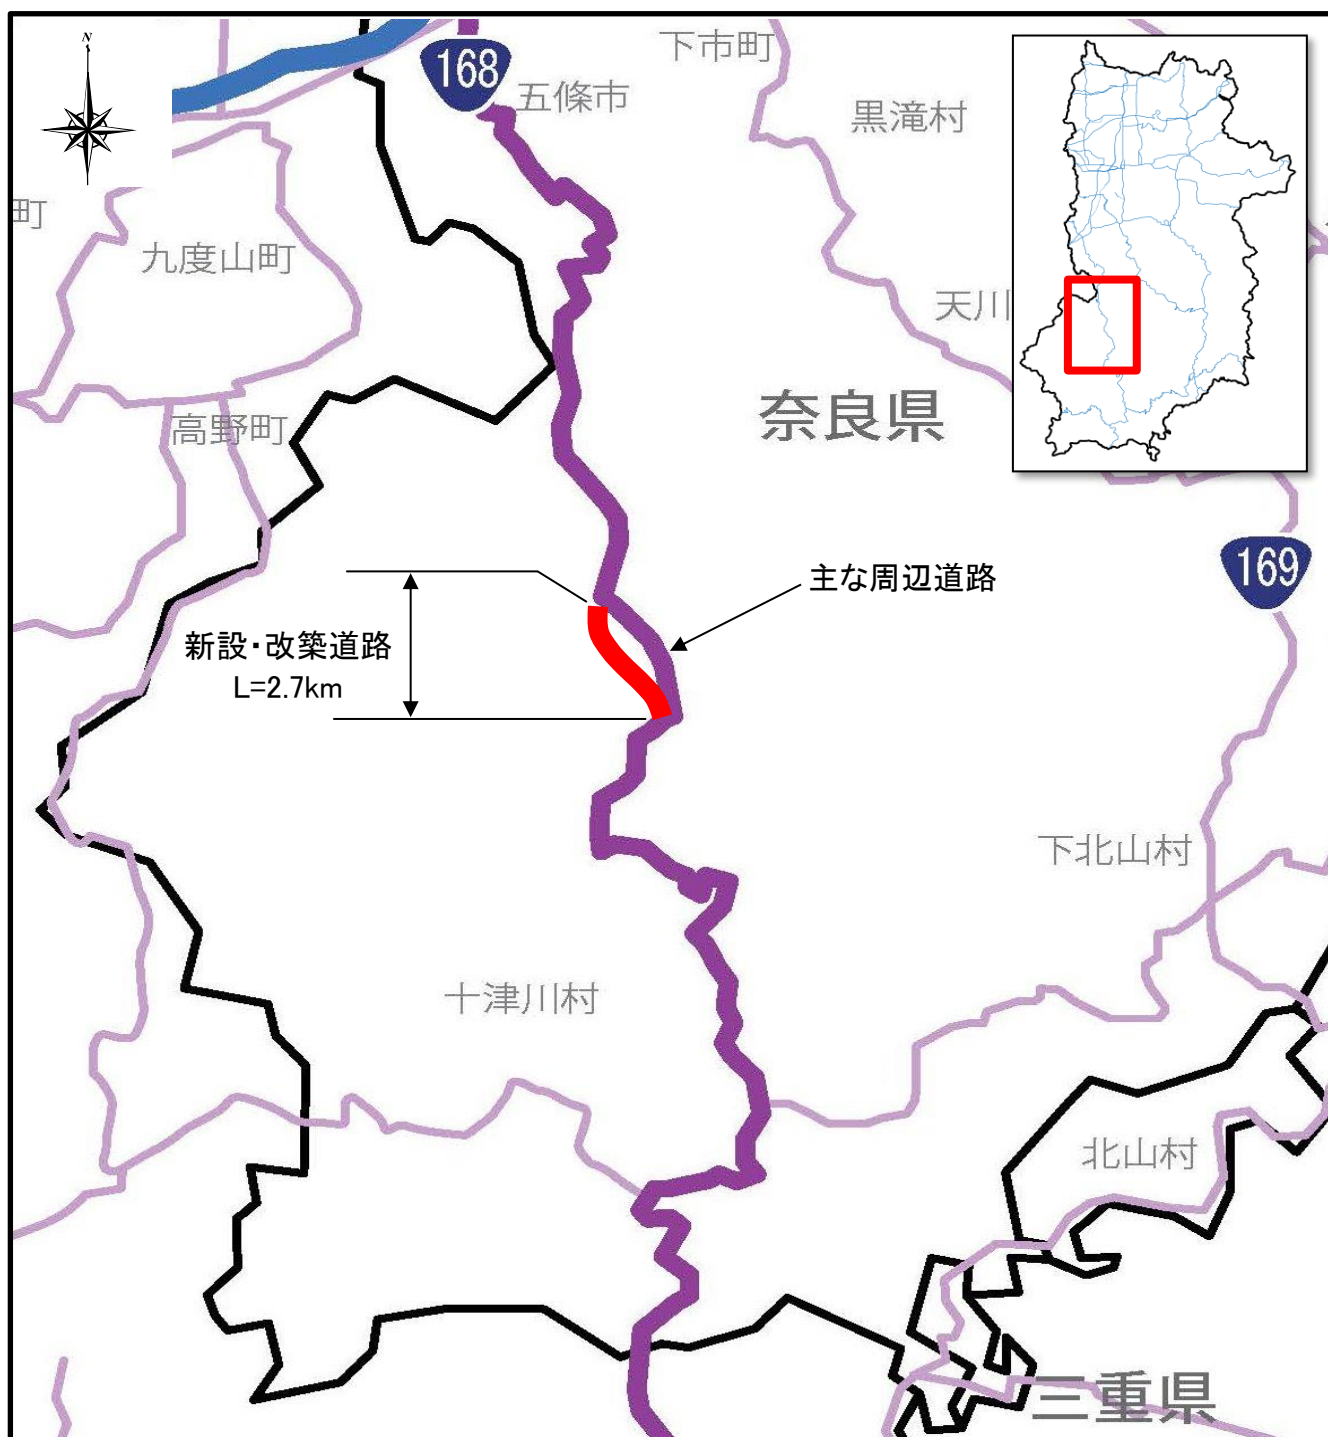 N
168
下市町
五條市
黒滝村
町
九度山町
天川
奈良県
高野町
169
主な周辺道路
新設・改築道路
L=2.7km
下北山村
十津川村
北山村
三重県